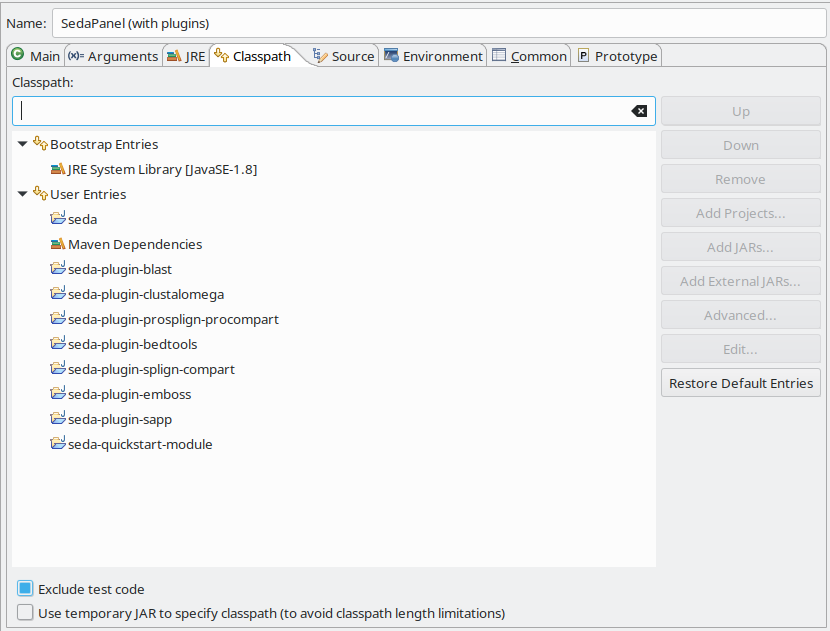 Name: SedaPanel (with plugins)
C Main (x)= Arguments JRE Classpath Source Environment Common P Prototype
Classpath:
Up
Bootstrap Entries
Down
JRE System Library [JavaSE-1.8]
Remove
User Entries
Add Projects...
seda
Add JARs...
Maven Dependencies
seda-plugin-blast
Add External JARs...
seda-plugin-clustalomega
Advanced...
seda-plugin-prosplign-procompart
seda-plugin-bedtools
Edit...
seda-plugin-splign-compart
Restore Default Entries
seda-plugin-emboss
seda-plugin-sapp
seda-quickstart-module
Exclude test code
Use temporary JAR to specify classpath (to avoid classpath length limitations)